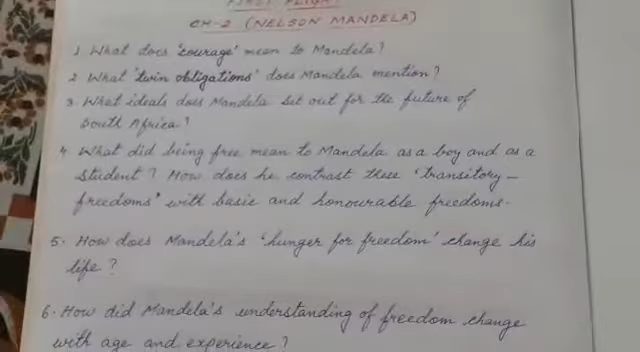 FIRST FLIGHT
CH-2 (NELSON MANDELA)
1 What does 'courage' mean to Mandela?
2 What 'twin obligations' does Mandela mention?
3 What ideals does Mandela set out for the future of
South Africa?
4. What did being free mean to Mandela as a boy and as a
student? How does he contrast these 'transitory-
freedoms' with basic and honourable freedoms.
5. How does Mandela's 'hunger for freedom' change his
life?
6. How did Mandela's understanding of freedom change
with age and experience?